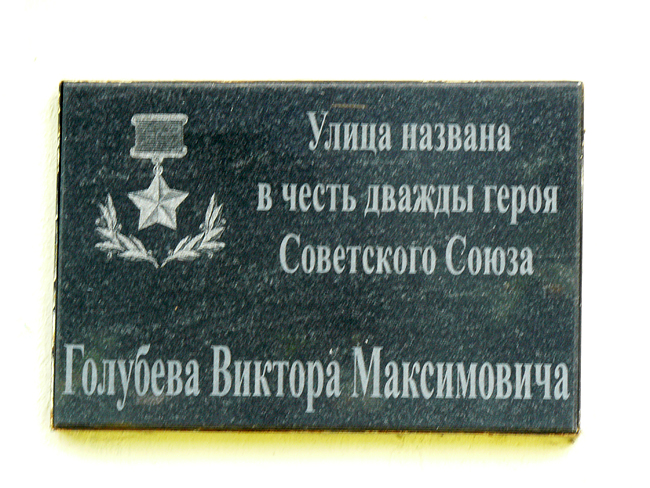 Улица названа
в честь дважды героя
Советского Союза
Голубева Виктора Максимовича